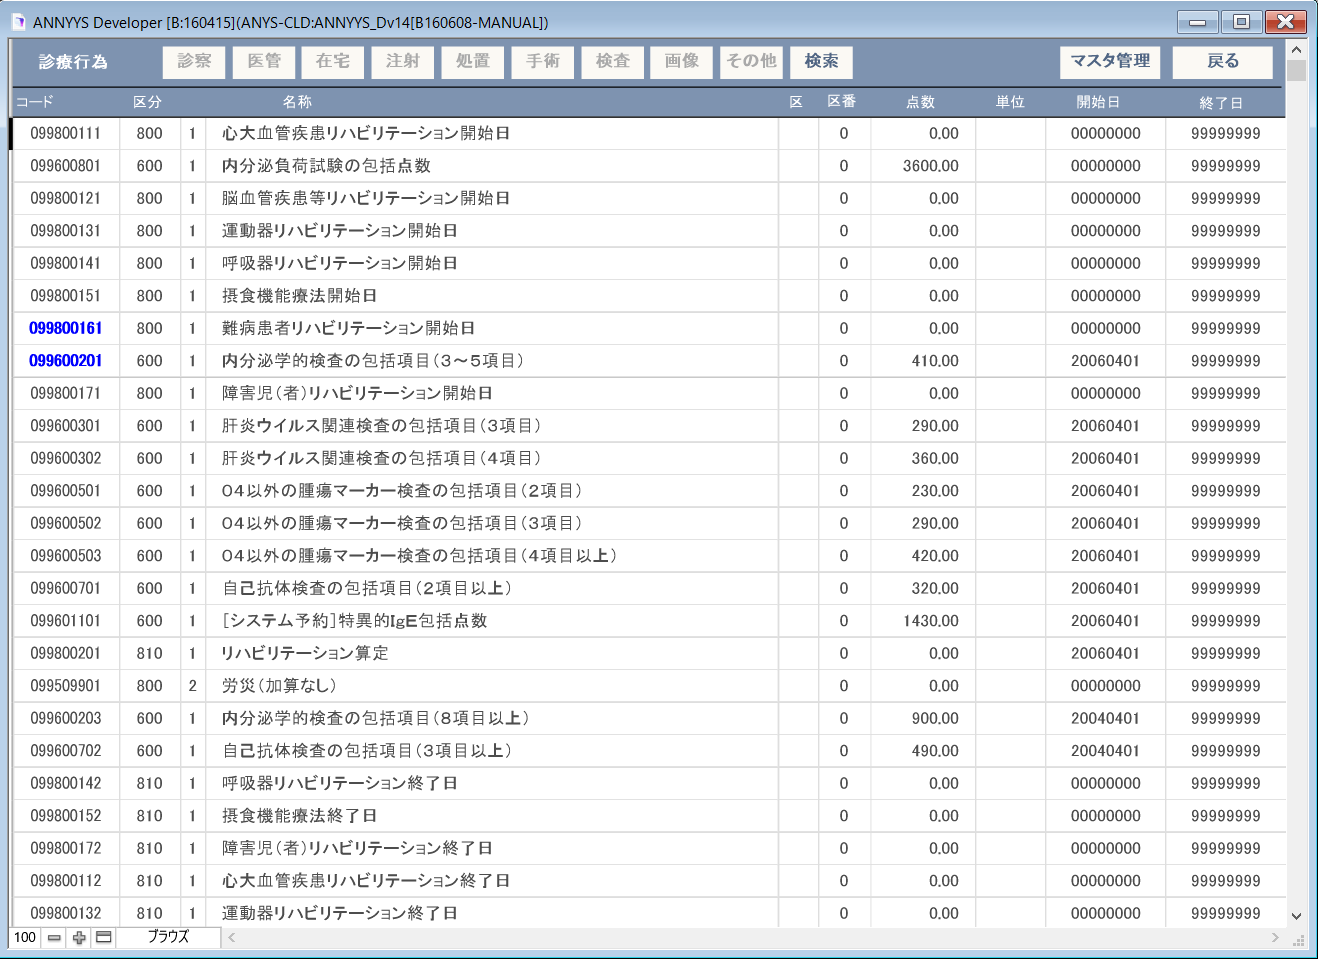 ANNYYS Developer [B:160415](ANYS-CLD:ANNYYS_Dv14[B160608-MANUAL])
診療行為 診察 医管 在宅 注射 処置 手術 検査 画像 その他 検索 マスタ管理 戻る
コード 区分 名称 区 区番 点数 単位 開始日 終了日
099800111 800 1 心大血管疾患リハビリテーション開始日 0 0.00 00000000 99999999
099600801 600 1 内分泌負荷試験の包括点数 0 3600.00 00000000 99999999
099800121 800 1 脳血管疾患等リハビリテーション開始日 0 0.00 00000000 99999999
099800131 800 1 運動器リハビリテーション開始日 0 0.00 00000000 99999999
099800141 800 1 呼吸器リハビリテーション開始日 0 0.00 00000000 99999999
099800151 800 1 摂食機能療法開始日 0 0.00 00000000 99999999
099800161 800 1 難病患者リハビリテーション開始日 0 0.00 00000000 99999999
099600201 600 1 内分泌学的検査の包括項目（３～５項目） 0 410.00 20060401 99999999
099800171 800 1 障害児（者）リハビリテーション開始日 0 0.00 00000000 99999999
099600301 600 1 肝炎ウイルス関連検査の包括項目（３項目） 0 290.00 20060401 99999999
099600302 600 1 肝炎ウイルス関連検査の包括項目（４項目） 0 360.00 20060401 99999999
099600501 600 1 ０４以外の腫瘍マーカー検査の包括項目（２項目） 0 230.00 20060401 99999999
099600502 600 1 ０４以外の腫瘍マーカー検査の包括項目（３項目） 0 290.00 20060401 99999999
099600503 600 1 ０４以外の腫瘍マーカー検査の包括項目（４項目以上） 0 420.00 20060401 99999999
099600701 600 1 自己抗体検査の包括項目（２項目以上） 0 320.00 20060401 99999999
099601101 600 1 ［システム予約］特異的ＩｇＥ包括点数 0 1430.00 20060401 99999999
099800201 810 1 リハビリテーション算定 0 0.00 20060401 99999999
099509901 800 2 労災（加算なし） 0 0.00 00000000 99999999
099600203 600 1 内分泌学的検査の包括項目（８項目以上） 0 900.00 20040401 99999999
099600702 600 1 自己抗体検査の包括項目（３項目以上） 0 490.00 20040401 99999999
099800142 810 1 呼吸器リハビリテーション終了日 0 0.00 00000000 99999999
099800152 810 1 摂食機能療法終了日 0 0.00 00000000 99999999
099800172 810 1 障害児（者）リハビリテーション終了日 0 0.00 00000000 99999999
099800112 810 1 心大血管疾患リハビリテーション終了日 0 0.00 00000000 99999999
099800132 810 1 運動器リハビリテーション終了日 0 0.00 00000000 99999999
100 ブラウズ